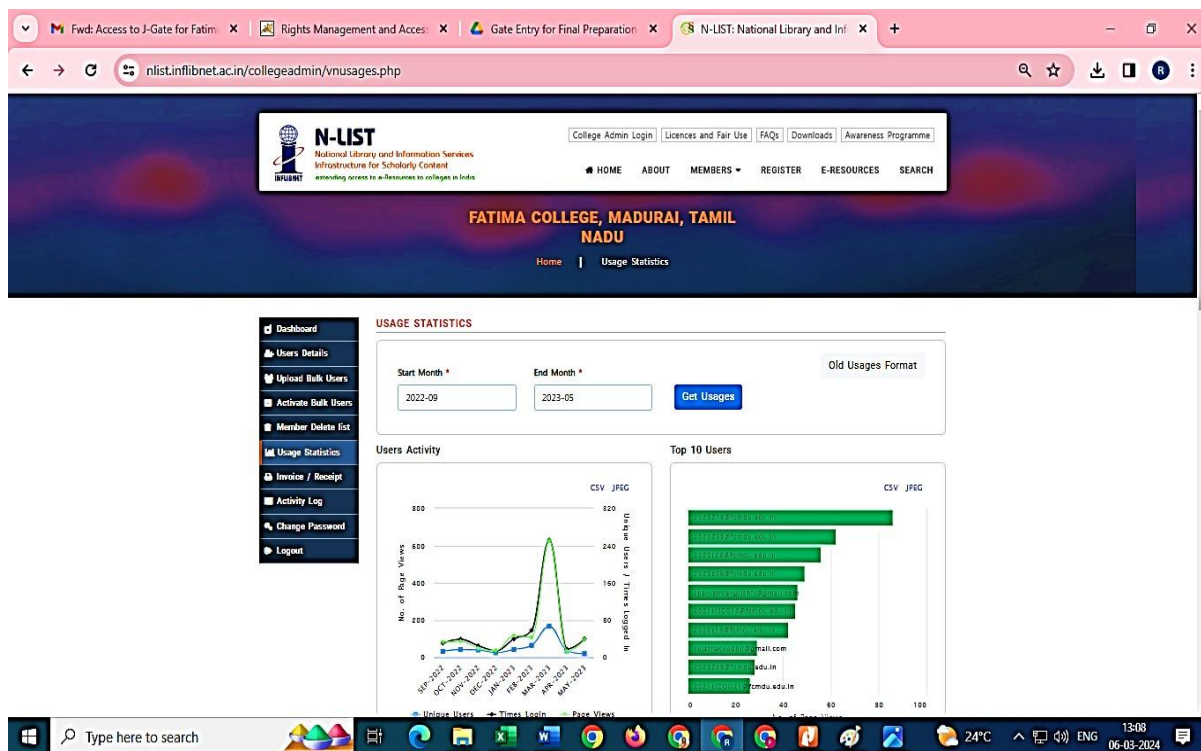 Fwd: Access to J-Gate for Fatim
Rights Management and Access
Gate Entry for Final Preparation
N-LIST: National Library and Inf
nlist.inflibnet.ac.in/collegeadmin/vnusages.php
R
INFLIBNET
N-LIST
National Library and Information Services
Infrastructure for Scholarly Content
extending access to e-Resources to colleges in India
College Admin Login Licences and Fair Use FAQs Downloads Awareness Programme
HOME ABOUT MEMBERS REGISTER E-RESOURCES SEARCH
FATIMA COLLEGE, MADURAI, TAMIL
NADU
Home | Usage Statistics
Dashboard
Users Details
Upload Bulk Users
Activate Bulk Users
Member Delete list
Usage Statistics
Invoice / Receipt
Activity Log
Change Password
Logout
USAGE STATISTICS
Start Month *
End Month *
Old Usages Format
2022-09
2023-05
Get Usages
Users Activity
CSV JPEG
No. of Page Views
800
600
400
200
0
Unique Users / Times Logged In
320
240
160
80
0
SEP-2022
OCT-2022
NOV-2022
DEC-2022
JAN-2023
FEB-2023
MAR-2023
APR-2023
MAY-2023
Unique Users Times Login Page Views
Top 10 Users
CSV JPEG
0 20 40 60 80 100
No. of Page Views
Type here to search
24°C
ENG
13:08
06-03-2024